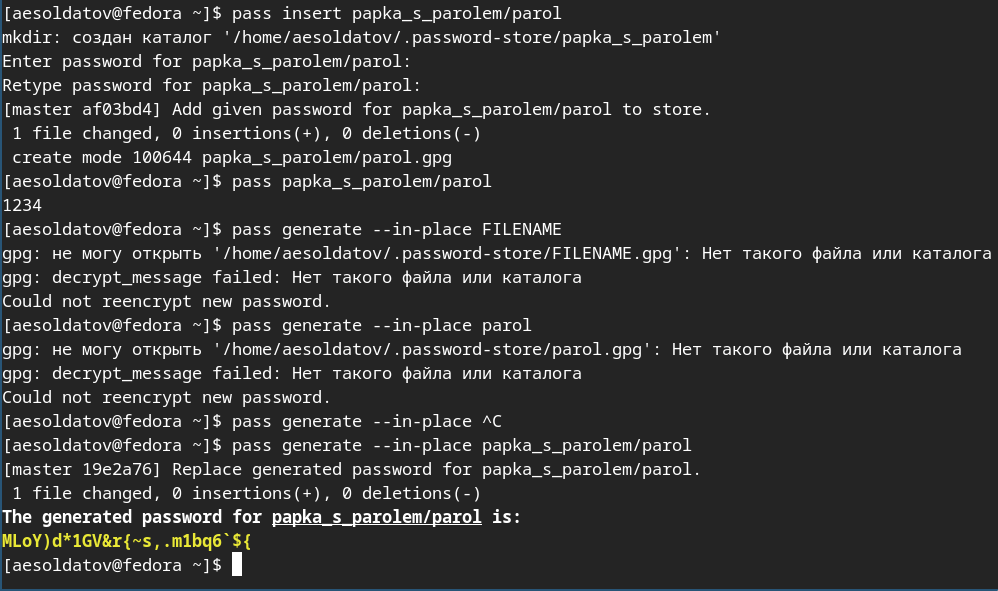 [aesoldatov@fedora ~]$ pass insert papka_s_parolem/parol
mkdir: создан каталог '/home/aesoldatov/.password-store/papka_s_parolem'
Enter password for papka_s_parolem/parol:
Retype password for papka_s_parolem/parol:
[master af03bd4] Add given password for papka_s_parolem/parol to store.
 1 file changed, 0 insertions(+), 0 deletions(-)
 create mode 100644 papka_s_parolem/parol.gpg
[aesoldatov@fedora ~]$ pass papka_s_parolem/parol
1234
[aesoldatov@fedora ~]$ pass generate --in-place FILENAME
gpg: не могу открыть '/home/aesoldatov/.password-store/FILENAME.gpg': Нет такого файла или каталога
gpg: decrypt_message failed: Нет такого файла или каталога
Could not reencrypt new password.
[aesoldatov@fedora ~]$ pass generate --in-place parol
gpg: не могу открыть '/home/aesoldatov/.password-store/parol.gpg': Нет такого файла или каталога
gpg: decrypt_message failed: Нет такого файла или каталога
Could not reencrypt new password.
[aesoldatov@fedora ~]$ pass generate --in-place ^C
[aesoldatov@fedora ~]$ pass generate --in-place papka_s_parolem/parol
[master 19e2a76] Replace generated password for papka_s_parolem/parol.
 1 file changed, 0 insertions(+), 0 deletions(-)
The generated password for papka_s_parolem/parol is:
MLoY)d*1GV&r{~s,.m1bq6`${
[aesoldatov@fedora ~]$